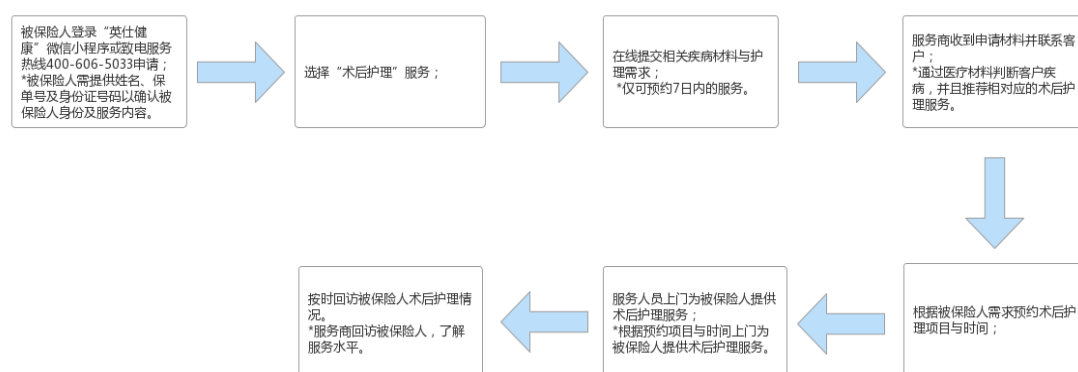 被保险人登录“英仕健
康”微信小程序或致电服务
热线400-606-5033申请；
*被保险人需提供姓名、保
单号及身份证号码以确认被
保险人身份及服务内容。
选择“术后护理”服务；
在线提交相关疾病材料与护
理需求；
*仅可预约7日内的服务。
服务商收到申请材料并联系客
户；
*通过医疗材料判断客户疾
病，并且推荐相对应的术后护
理服务。
根据被保险人需求预约术后护
理项目与时间；
服务人员上门为被保险人提供
术后护理服务；
*根据预约项目与时间上门为
被保险人提供术后护理服务。
按时回访被保险人术后护理情
况。
*服务商回访被保险人，了解
服务水平。